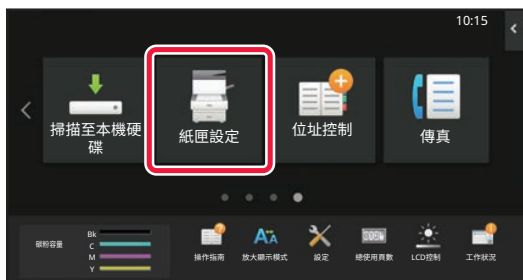 10:15
掃描至本機硬
碟
紙匣設定
位址控制
傳真
碳粉容量
Bk
C
M
Y
操作指南
放大顯示模式
設定
總使用頁數
LCD控制
工作狀況